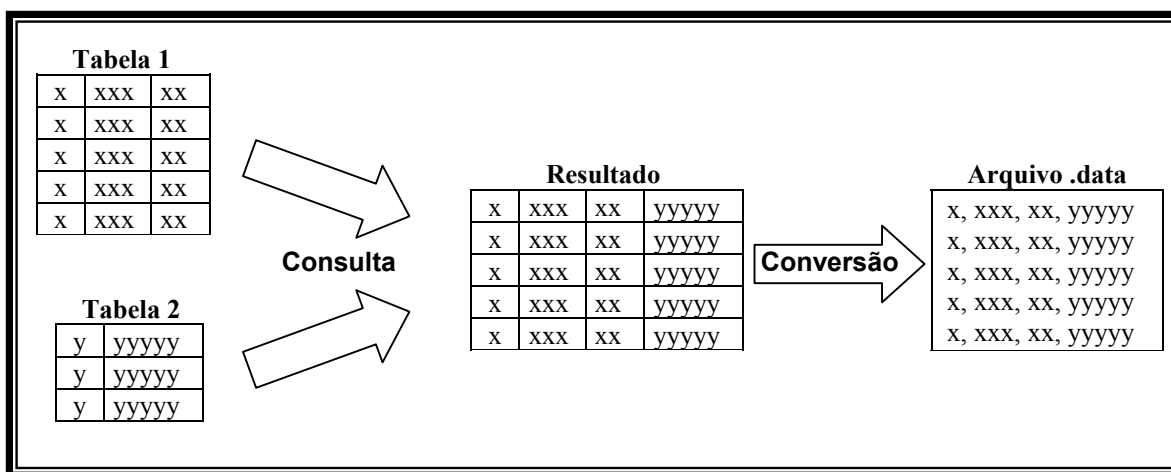 Tabela 1
x xxx xx
x xxx xx
x xxx xx
x xxx xx
x xxx xx
Tabela 2
y yyyyy
y yyyyy
y yyyyy
Consulta
Resultado
x xxx xx yyyyy
x xxx xx yyyyy
x xxx xx yyyyy
x xxx xx yyyyy
x xxx xx yyyyy
Conversão
Arquivo .data
x, xxx, xx, yyyyy
x, xxx, xx, yyyyy
x, xxx, xx, yyyyy
x, xxx, xx, yyyyy
x, xxx, xx, yyyyy